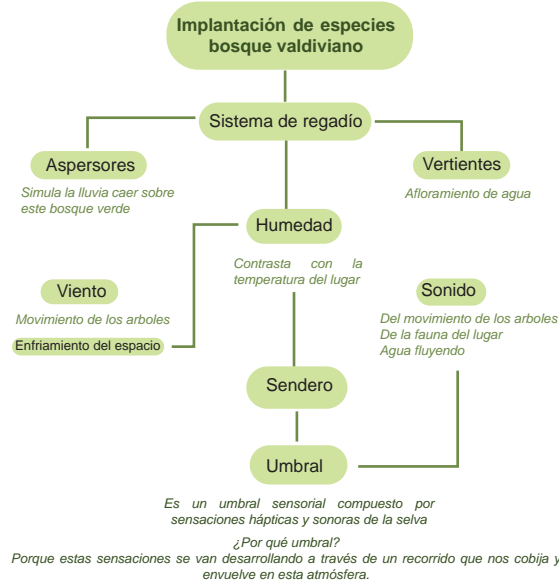 Implantación de especies
bosque valdiviano
Sistema de regadío
Aspersores
Simula la lluvia caer sobre
este bosque verde
Vertientes
Afloramiento de agua
Humedad
Contrasta con la
temperatura del lugar
Viento
Movimiento de los arboles
Enfriamiento del espacio
Sonido
Del movimiento de los arboles
De la fauna del lugar
Agua fluyendo
Sendero
Umbral
Es un umbral sensorial compuesto por
sensaciones hápticas y sonoras de la selva
¿Por qué umbral?
Porque estas sensaciones se van desarrollando a través de un recorrido que nos cobija y
envuelve en esta atmósfera.